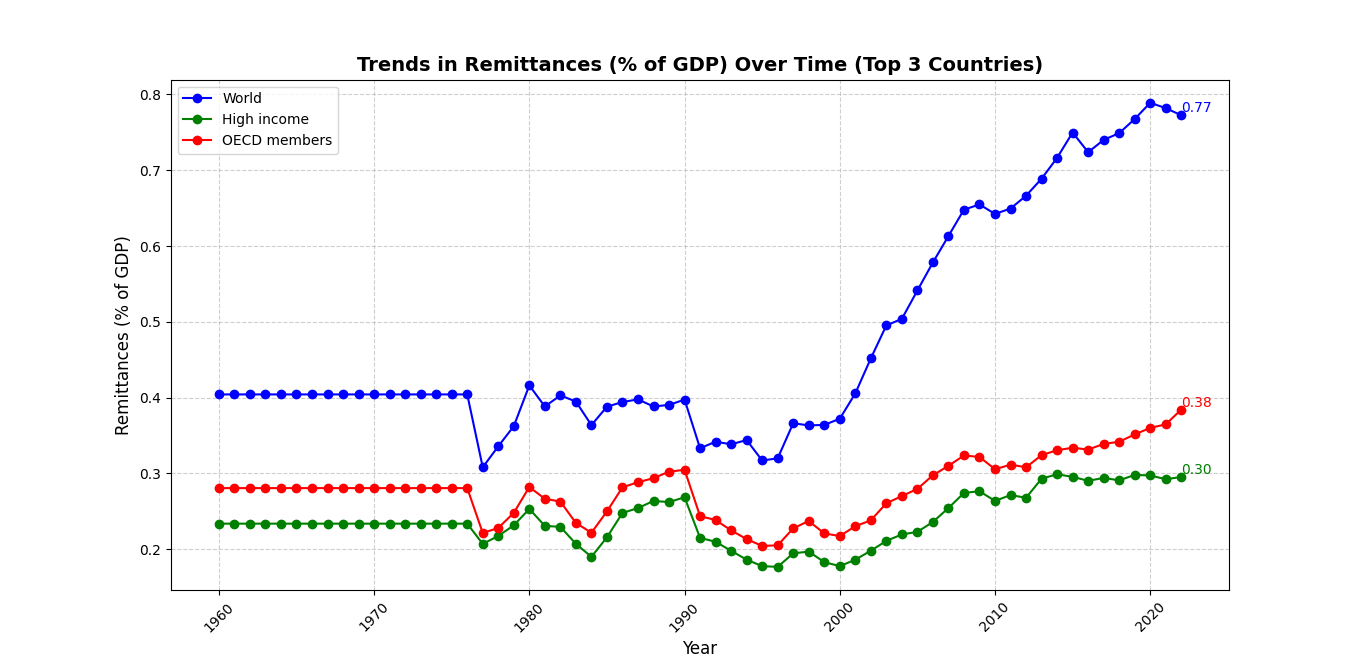 Trends in Remittances (% of GDP) Over Time (Top 3 Countries)
World
High income
OECD members
Remittances (% of GDP)
0.8
0.7
0.6
0.5
0.4
0.3
0.2
0.77
0.38
0.30
1960
1970
1980
1990
2000
2010
2020
Year